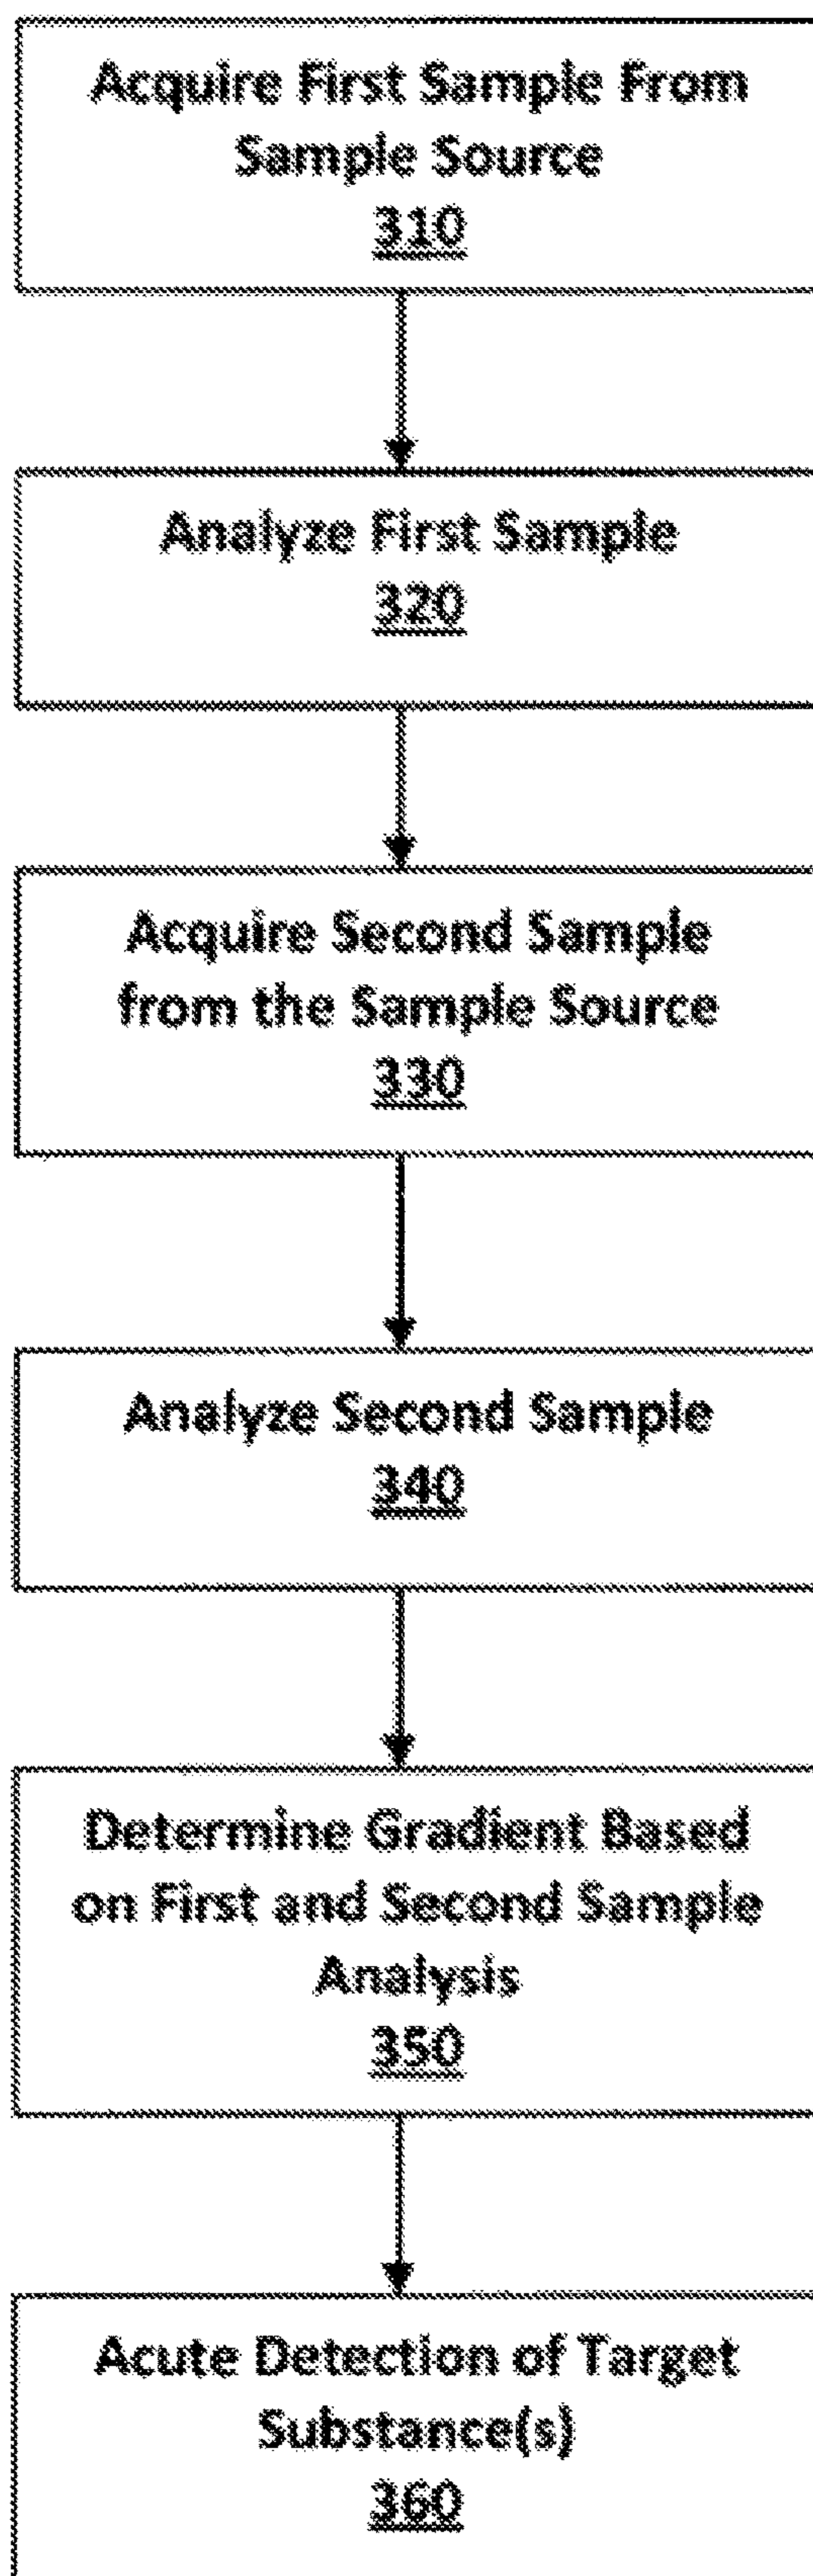 Acquire First Sample From
Sample Source
310
Analyze First Sample
320
Acquire Second Sample
from the Sample Source
330
Analyze Second Sample
340
Determine Gradient Based
on First and Second Sample
Analysis
350
Acute Detection of Target
Substance(s)
360